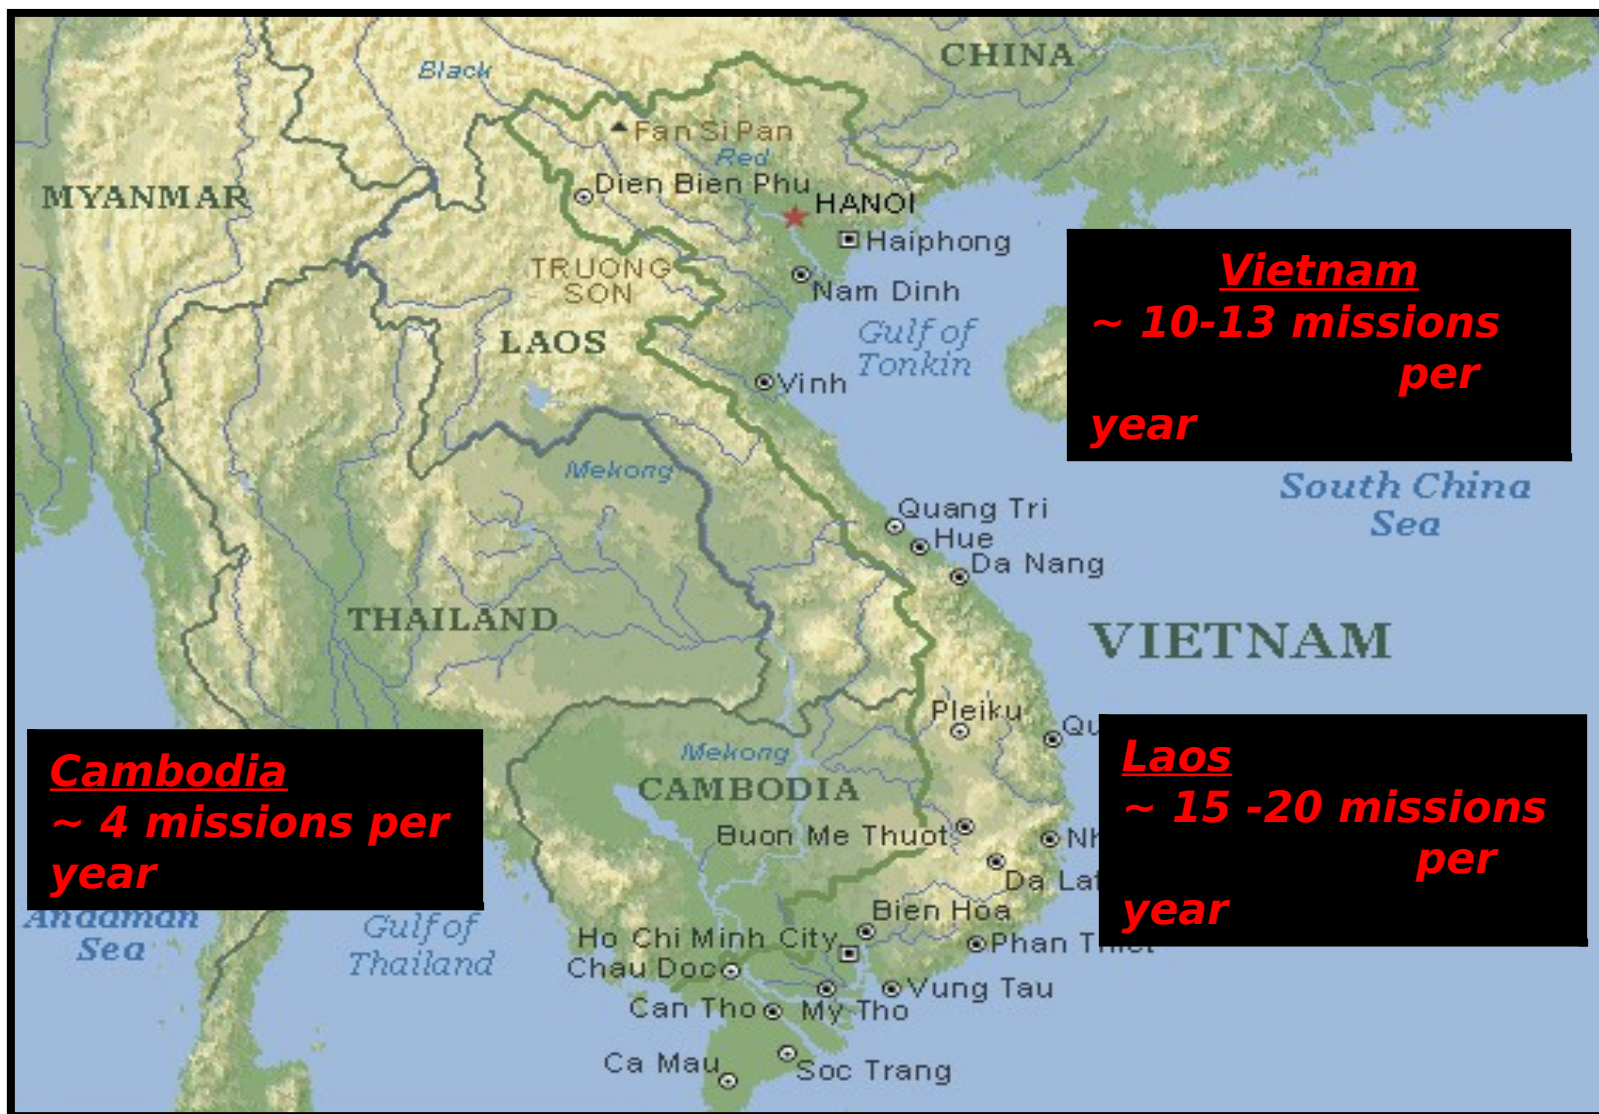 CHINA
Black
Fan Si Pan
Red
MYANMAR
Dien Bien Phu
HANOI
Haiphong
TRUONG
SON
Nam Dinh
LAOS
Gulf of
Tonkin
Vinh
Vietnam
~ 10-13 missions
per
year
Mekong
South China
Sea
Quang Tri
Hue
Da Nang
THAILAND
VIETNAM
Pleiku
Mekong
CAMBODIA
Buon Me Thuot
Cambodia
~ 4 missions per
year
Laos
~ 15 -20 missions
per
year
Andaman
Sea
Gulf of
Thailand
Bien Hoa
Ho Chi Minh City
Phan Thiet
Chau Doc
Vung Tau
Can Tho
My Tho
Ca Mau
Soc Trang